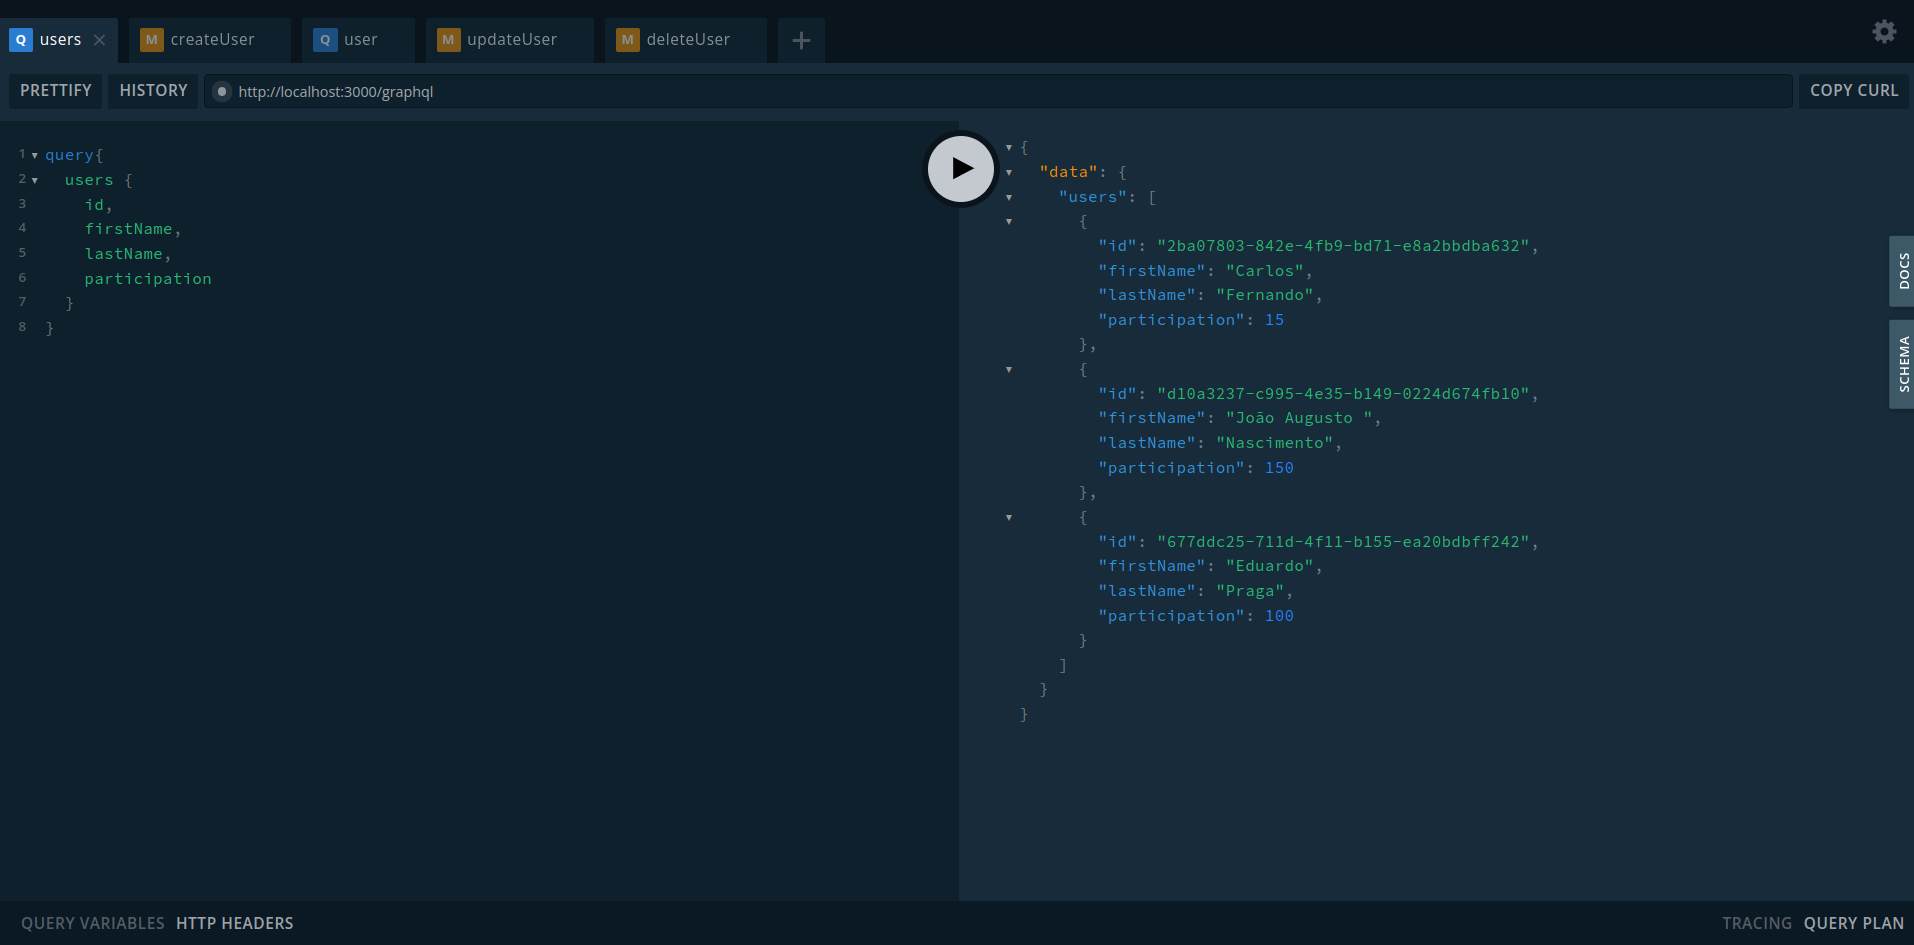 Q users × M createUser Q user M updateUser M deleteUser +
PRETTIFY HISTORY http://localhost:3000/graphql COPY CURL
1 query{
2 users {
3 id,
4 firstName,
5 lastName,
6 participation
7 }
8 }
{
"data": {
"users": [
{
"id": "2ba07803-842e-4fb9-bd71-e8a2bbdba632",
"firstName": "Carlos",
"lastName": "Fernando",
"participation": 15
},
{
"id": "d10a3237-c995-4e35-b149-0224d674fb10",
"firstName": "João Augusto ",
"lastName": "Nascimento",
"participation": 150
},
{
"id": "677ddc25-711d-4f11-b155-ea20bdbff242",
"firstName": "Eduardo",
"lastName": "Praga",
"participation": 100
}
]
}
}
DOCS
SCHEMA
QUERY VARIABLES HTTP HEADERS TRACING QUERY PLAN